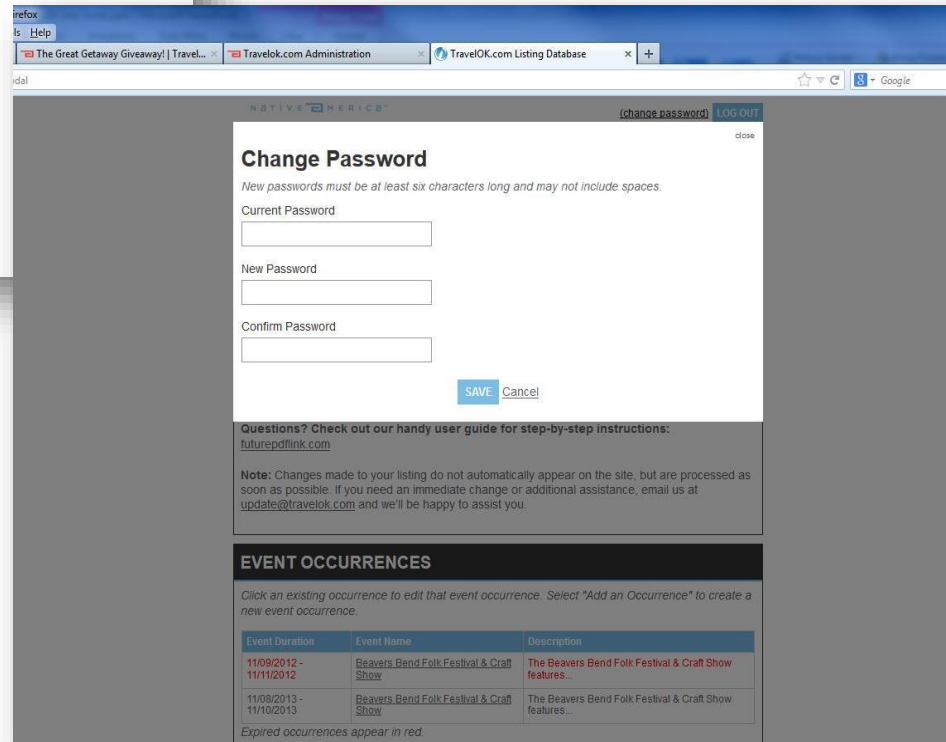 irefox
ls Help
The Great Getaway Giveaway! | Travel... × Travelok.com Administration × TravelOK.com Listing Database × +
dal
Google
NATIVE AMERICA
(change password) LOG OUT
close
Change Password
New passwords must be at least six characters long and may not include spaces.
Current Password
New Password
Confirm Password
SAVE Cancel
Questions? Check out our handy user guide for step-by-step instructions:
futurepdflink.com
Note: Changes made to your listing do not automatically appear on the site, but are processed as
soon as possible. If you need an immediate change or additional assistance, email us at
update@travelok.com and we'll be happy to assist you.
EVENT OCCURRENCES
Click an existing occurrence to edit that event occurrence. Select "Add an Occurrence" to create a
new event occurrence.
Event Duration Event Name Description
11/09/2012 - Beavers Bend Folk Festival & Craft The Beavers Bend Folk Festival & Craft Show
11/11/2012 Show features...
11/08/2013 - Beavers Bend Folk Festival & Craft The Beavers Bend Folk Festival & Craft Show
11/10/2013 Show features...
Expired occurrences appear in red.